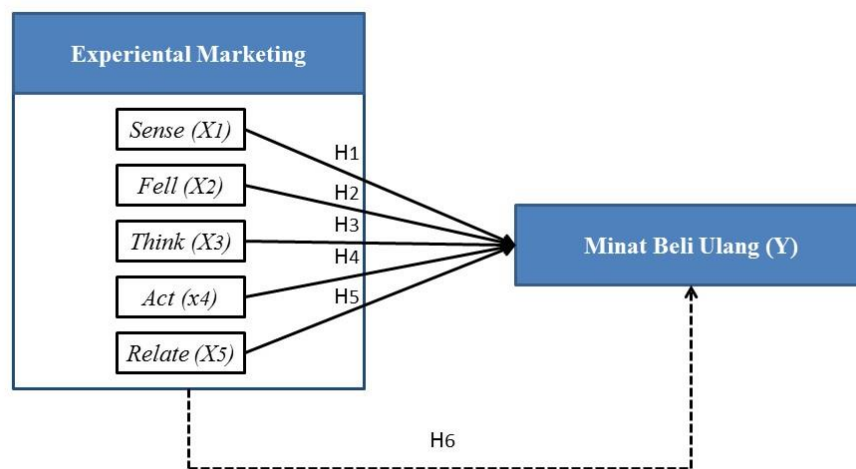 Experiental Marketing
Sense (X1)
Fell (X2)
Think (X3)
Act (x4)
Relate (X5)
H1
H2
H3
H4
H5
Minat Beli Ulang (Y)
H6